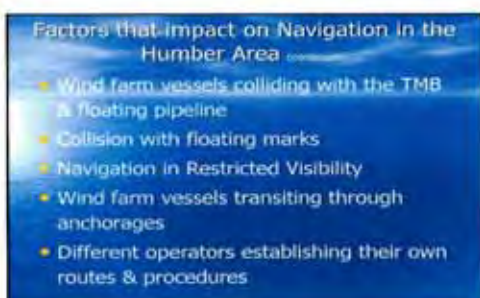 Factors that impact on Navigation in the
Humber Area
• Wind farm vessels colliding with the TMB
& floating pipeline
• Collision with floating marks
• Navigation in Restricted Visibility
• Wind farm vessels transiting through
anchorages
• Different operators establishing their own
routes & procedures